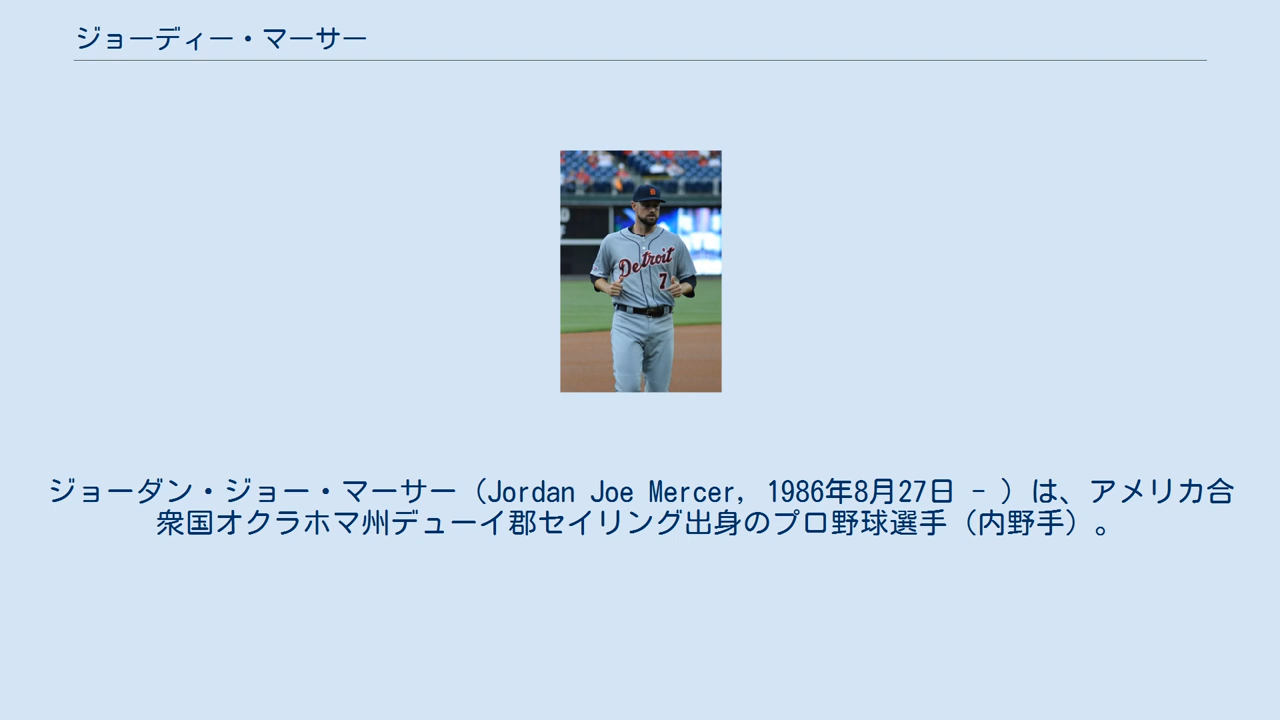 ジョーディー・マーサー
Detroit
7
ジョーダン・ジョー・マーサー（Jordan Joe Mercer, 1986年8月27日 - ）は、アメリカ合
衆国オクラホマ州デューイ郡セイリング出身のプロ野球選手（内野手）。